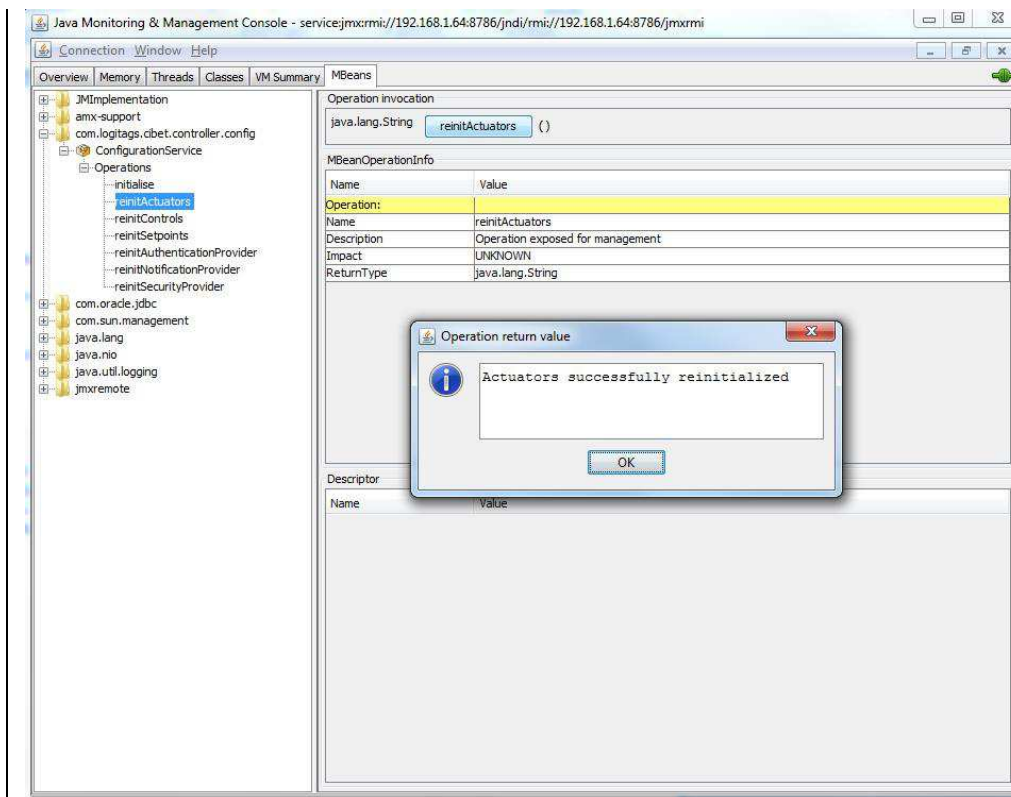 Java Monitoring & Management Console - service:jmx:rmi://192.168.1.64:8786/jndi/rmi://192.168.1.64:8786/jmxrmi
Connection Window Help
Overview Memory Threads Classes VM Summary MBeans
JMImplementation
amx-support
com.logitags.cibet.controller.config
ConfigurationService
Operations
initialise
reinitActuators
reinitControls
reinitSetpoints
reinitAuthenticationProvider
reinitNotificationProvider
reinitSecurityProvider
com.oracle.jdbc
com.sun.management
java.lang
java.nio
java.util.logging
jmxremote
Operation invocation
java.lang.String reinitActuators ()
MBeanOperationInfo
Name Value
Operation:
Name reinitActuators
Description Operation exposed for management
Impact UNKNOWN
ReturnType java.lang.String
Operation return value
Actuators successfully reinitialized
OK
Descriptor
Name Value